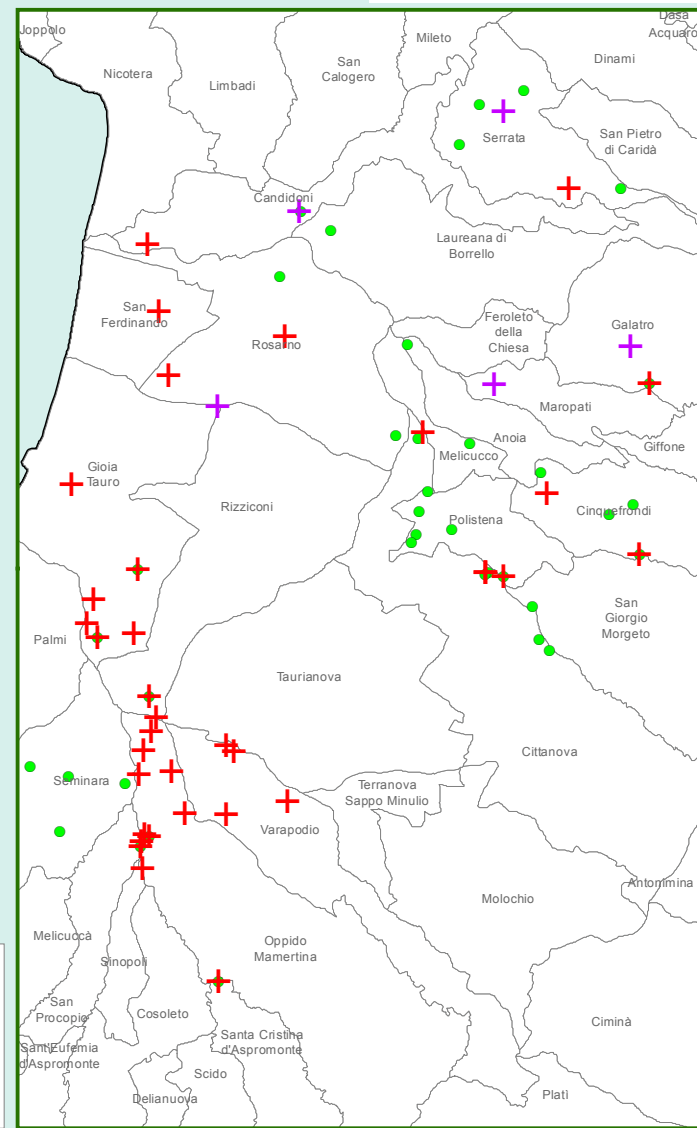 Joppolo
Dasà
Acquaro
Mileto
Dinami
San
Calogero
Nicotera
Limbadi
Serrata
San Pietro
di Caridà
Candidoni
Laureana di
Borrello
San
Ferdinando
Rosarno
Feroleto
della
Chiesa
Galatro
Maropati
Anoia
Giffone
Melicucco
Gioia
Tauro
Rizziconi
Cinquefrondi
Polistena
San
Giorgio
Morgeto
Palmi
Taurianova
Cittanova
Seminara
Terranova
Sappo Minulio
Varapodio
Antonimina
Molochio
Melicuccà
Oppido
Mamertina
Sinopoli
San
Procopio
Cosoleto
Ciminà
Santa Cristina
d'Aspromonte
Sant'Eufemia
d'Aspromonte
Scido
Delianuova
Platì